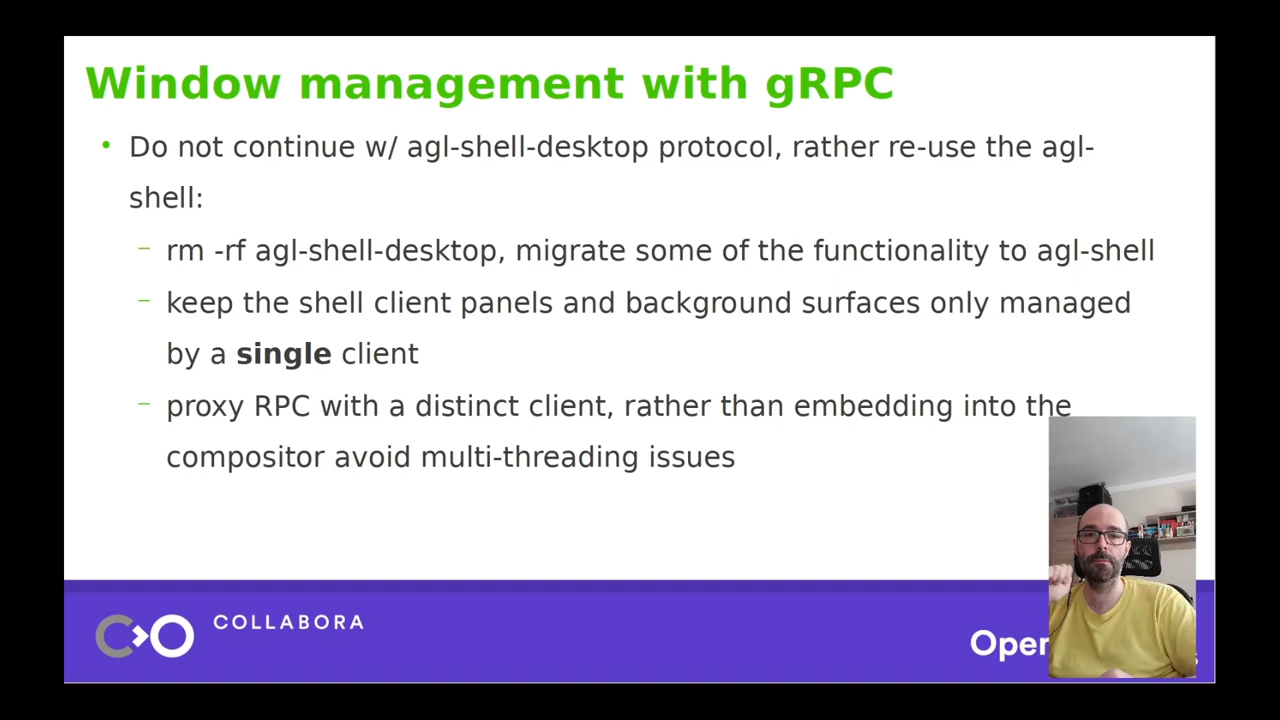 Window management with gRPC
• Do not continue w/ agl-shell-desktop protocol, rather re-use the agl-
shell:
– rm -rf agl-shell-desktop, migrate some of the functionality to agl-shell
– keep the shell client panels and background surfaces only managed
by a single client
– proxy RPC with a distinct client, rather than embedding into the
compositor avoid multi-threading issues
COLLABORA
Open